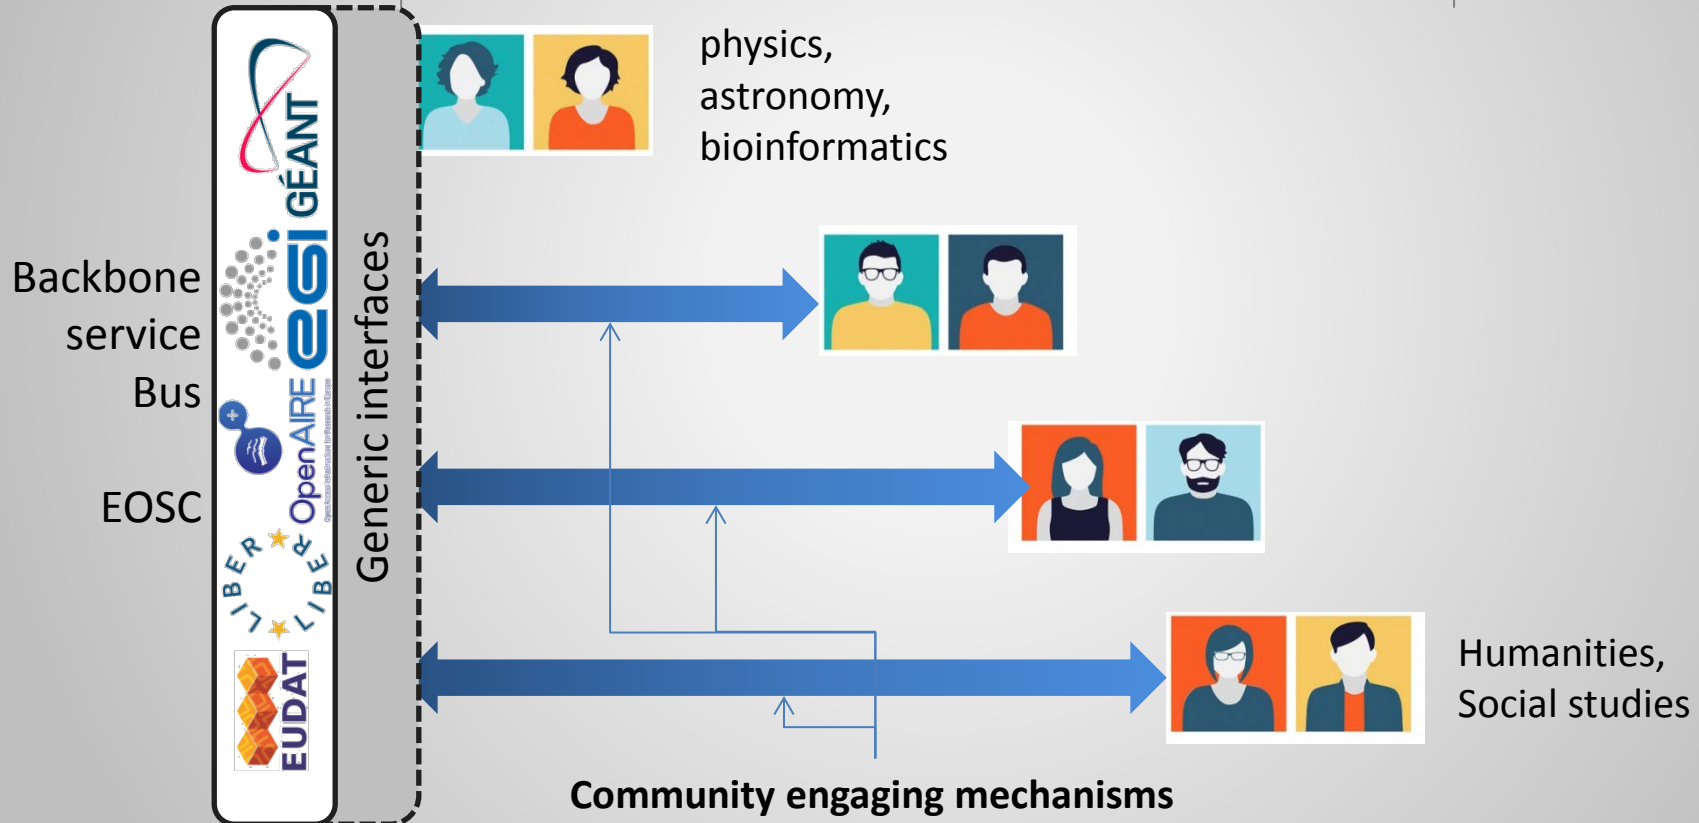 physics,
astronomy,
bioinformatics
Backbone
service
Bus
EOSC
GÉANT
eGI
OpenAIRE
LIBER
LIBER
EUDAT
Generic interfaces
Humanities,
Social studies
Community engaging mechanisms